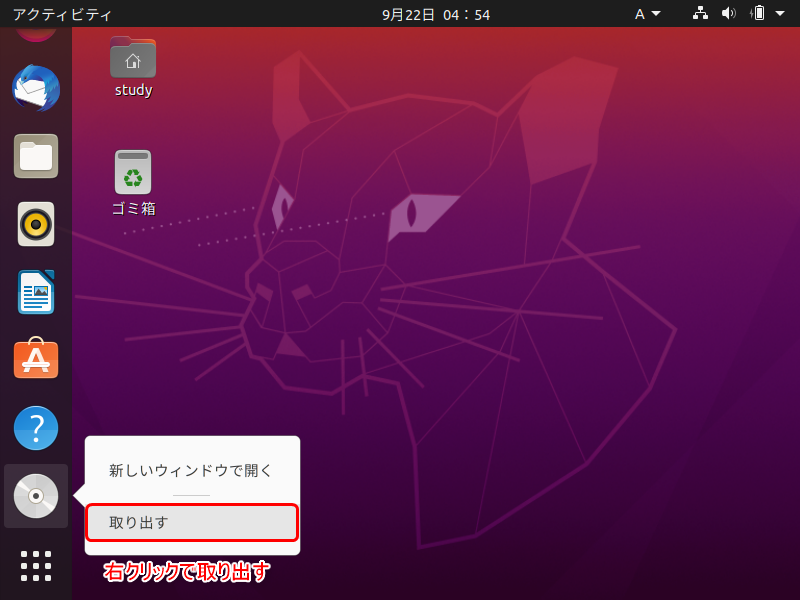 アクティビティ
9月22日 04：54
A
study
ゴミ箱
?
新しいウィンドウで開く
取り出す
右クリックで取り出す